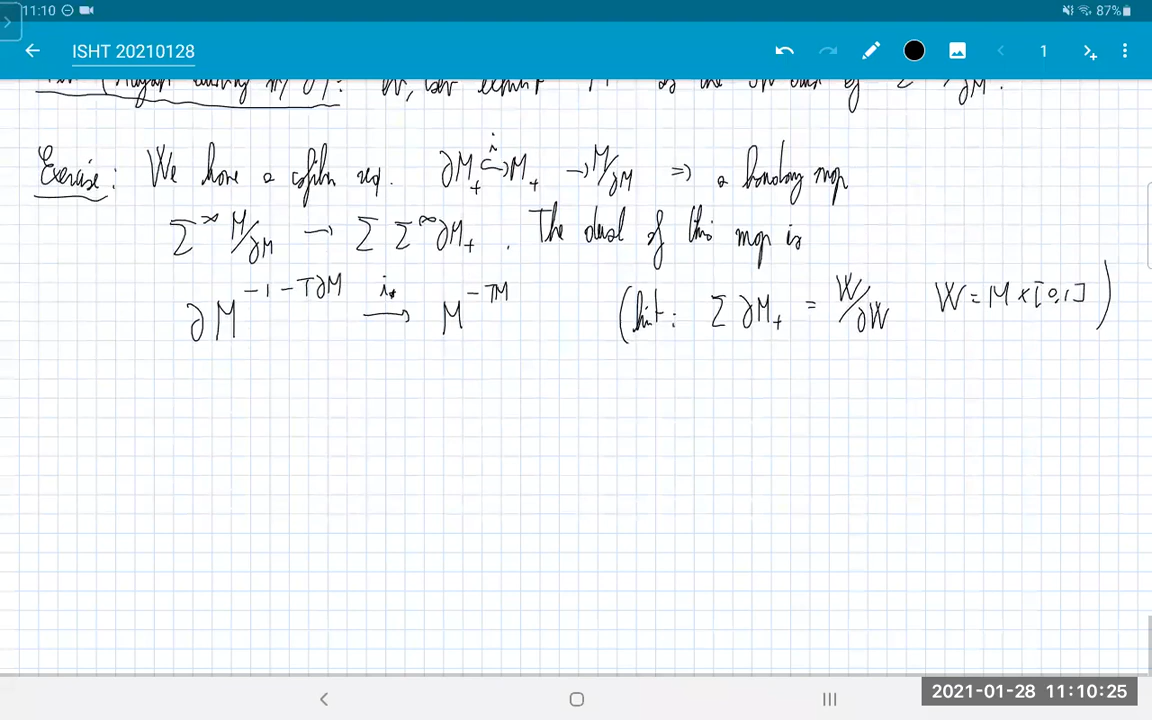 11:10 87%
ISHT 20210128 1
Exercise: We have a cofiber seq. ∂M₊ ↪ⁱ M₊ → M/∂M ⇒ a boundary map
Σ^∞ M/∂M → Σ Σ^∞ ∂M₊ . The dual of this map is
∂M^{-1-T∂M} →^{i_*} M^{-TM} (hint: Σ ∂M₊ = W/∂W W = M × [0,1])
2021-01-28 11:10:25